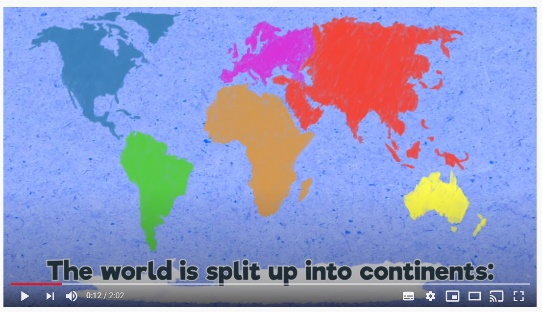 The world is split up into continents:
0:12 / 2:02